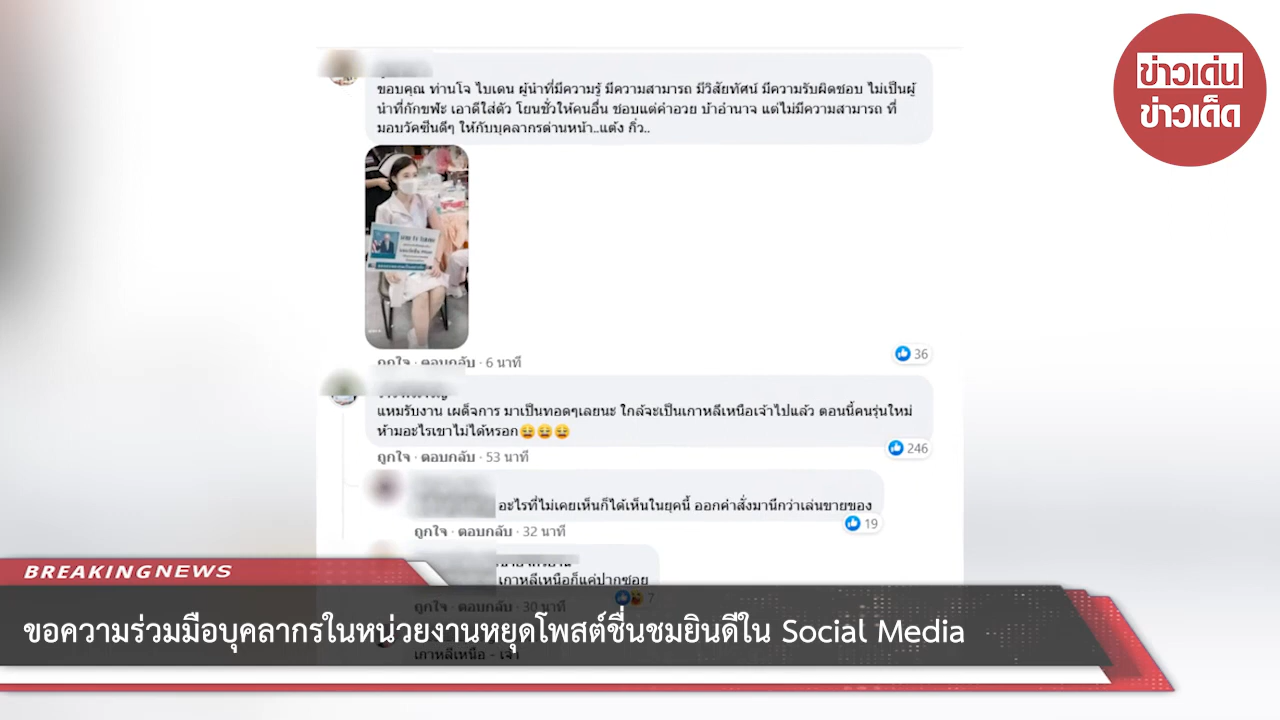 ข่าวเด่น
ข่าวเด็ด
ขอบคุณ ท่านโจ ไบเดน ผู้นำที่มีความรู้ มีความสามารถ มีวิสัยทัศน์ มีความรับผิดชอบ ไม่เป็นผู้
นำที่กักขฬะ เอาดีใส่ตัว โยนชั่วให้คนอื่น ชอบแต่คำอวย บ้าอำนาจ แต่ไม่มีความสามารถ ที่
มอบวัคซีนดีๆ ให้กับบุคลากรด่านหน้า..แต้ง กิ้ว..
ถูกใจ · ตอบกลับ · 6 นาที
36
แหมรับงาน เผด็จการ มาเป็นทอดๆเลยนะ ใกล้จะเป็นเกาหลีเหนือเจ้าไปแล้ว ตอนนี้คนรุ่นใหม่
ห้ามอะไรเขาไม่ได้หรอก😆😆😆
246
ถูกใจ · ตอบกลับ · 53 นาที
อะไรที่ไม่เคยเห็นก็ได้เห็นในยุคนี้ ออกคำสั่งมานึกว่าเล่นขายของ
19
ถูกใจ · ตอบกลับ · 32 นาที
เกาหลีเหนือก็แค่ปากซอย
7
ถูกใจ · ตอบกลับ · 30 นาที
BREAKINGNEWS
ขอความร่วมมือบุคลากรในหน่วยงานหยุดโพสต์ชื่นชมยินดีใน Social Media
เกาหลีเหนือ - เจ้า